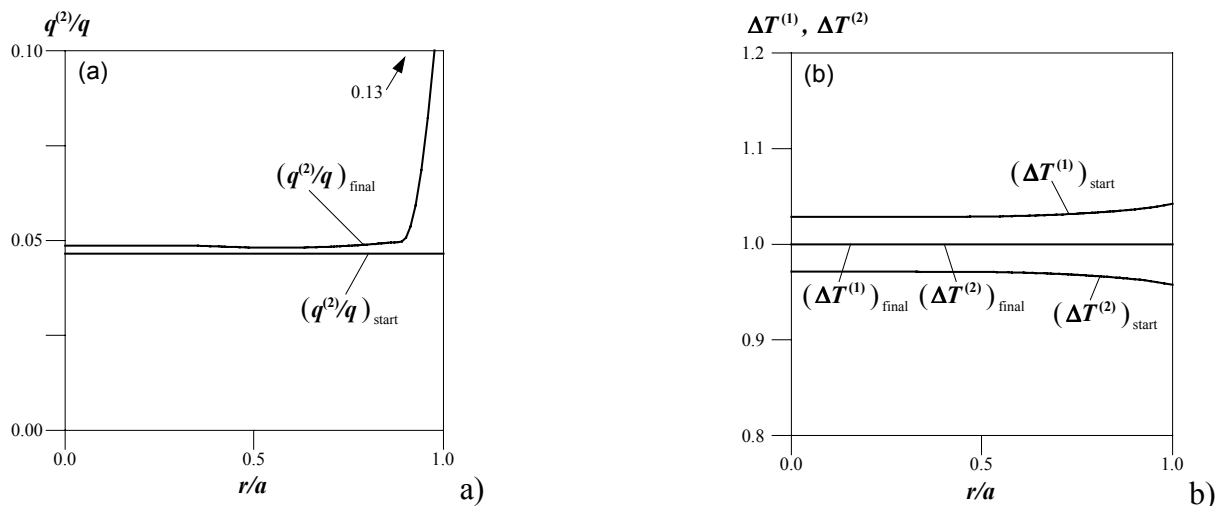 q⁽²⁾/q
0.10
(a)
0.13
(q⁽²⁾/q) final
0.05
(q⁽²⁾/q) start
0.00
0.0
0.5
1.0
r/a
a)
ΔT⁽¹⁾, ΔT⁽²⁾
1.2
(b)
1.1
(ΔT⁽¹⁾) start
1.0
(ΔT⁽¹⁾) final
(ΔT⁽²⁾) final
(ΔT⁽²⁾) start
0.9
0.8
0.0
0.5
1.0
r/a
b)